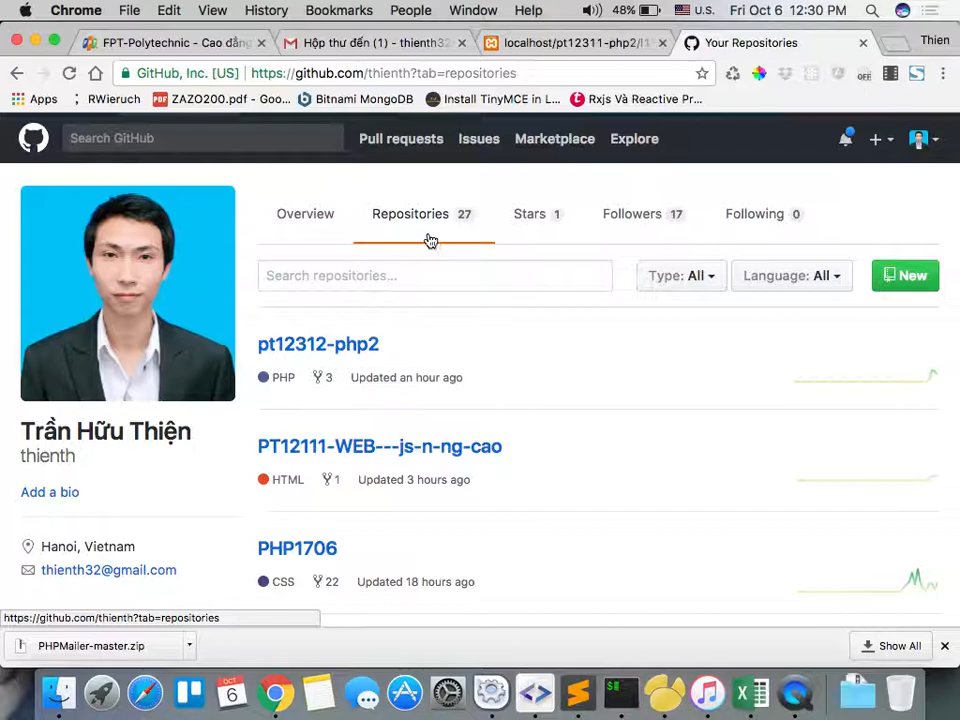 Chrome File Edit View History Bookmarks People Window Help 48% U.S. Fri Oct 6 12:30 PM
FPT-Polytechnic - Cao đẳng Hộp thư đến (1) - thienth32 localhost/pt12311-php2/l1 Your Repositories Thien
GitHub, Inc. [US] https://github.com/thienth?tab=repositories
Apps RWieruch ZAZO200.pdf - Goo... Bitnami MongoDB Install TinyMCE in L... Rxjs Và Reactive Pr...
Search GitHub Pull requests Issues Marketplace Explore
Overview Repositories 27 Stars 1 Followers 17 Following 0
Search repositories... Type: All Language: All New
pt12312-php2
PHP 3 Updated an hour ago
Trần Hữu Thiện
thienth
Add a bio
Hanoi, Vietnam
thienth32@gmail.com
PT12111-WEB---js-n-ng-cao
HTML 1 Updated 3 hours ago
PHP1706
CSS 22 Updated 18 hours ago
https://github.com/thienth?tab=repositories
PHPMailer-master.zip Show All